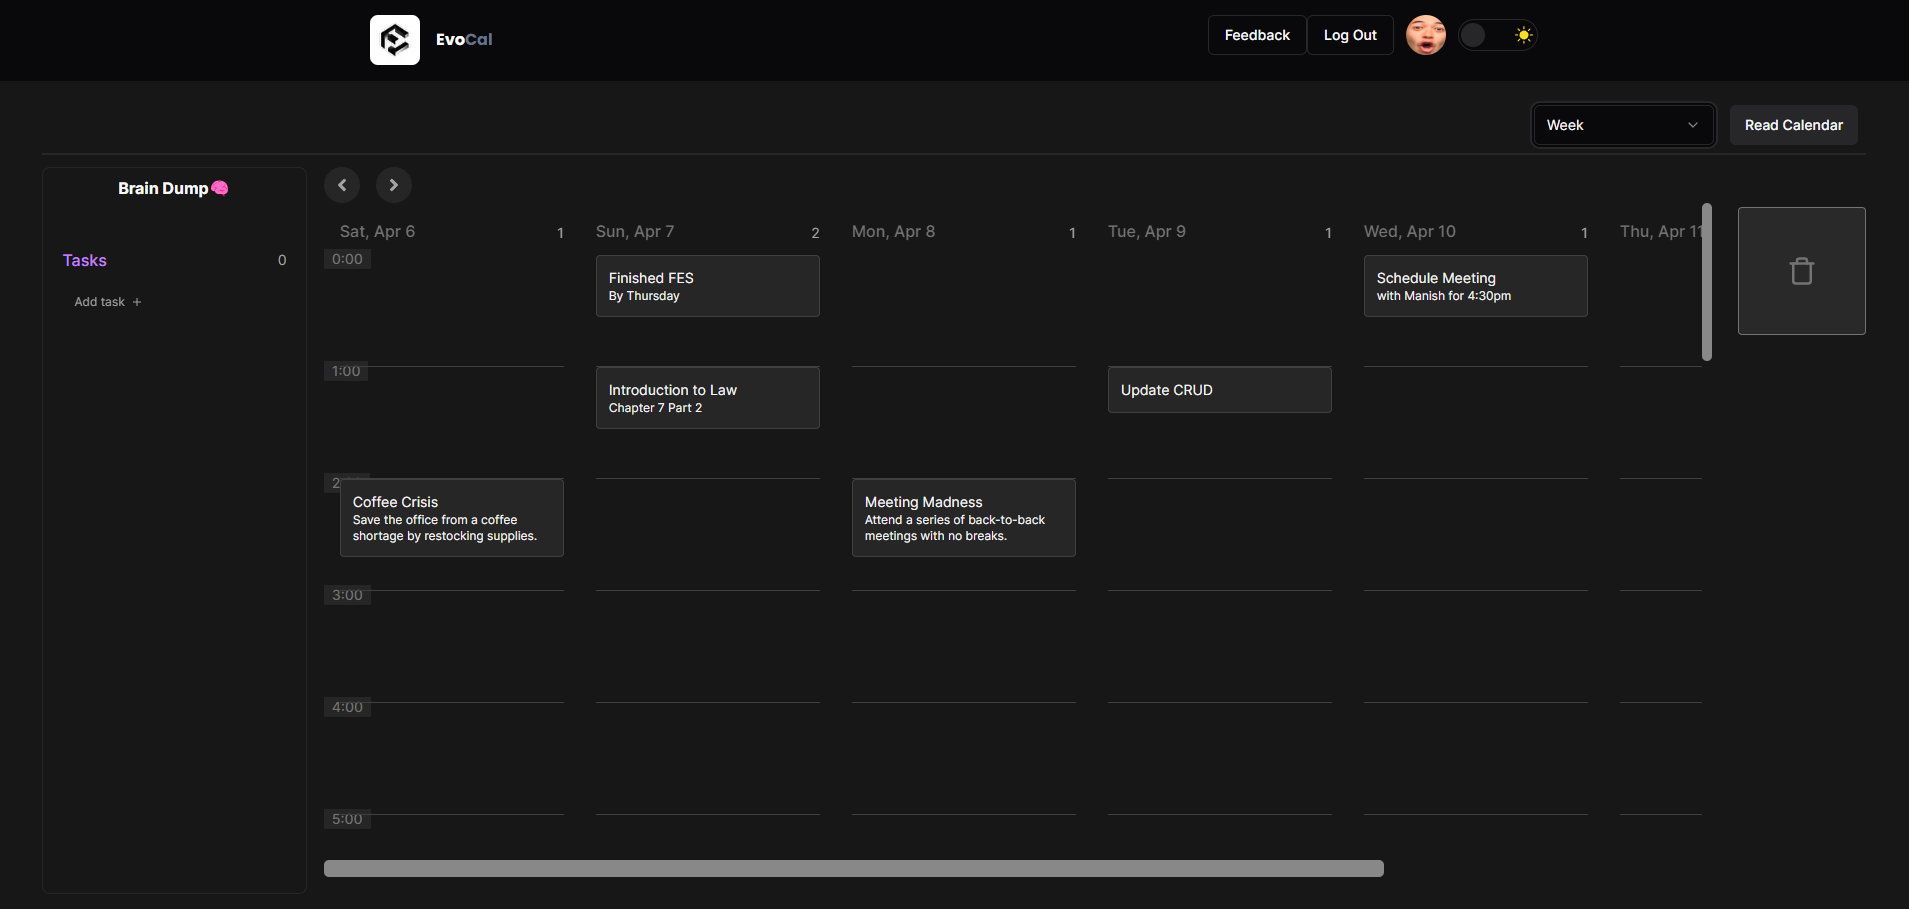 EvoCal
Feedback
Log Out
Week
Read Calendar
Brain Dump🧠
Tasks 0
Add task +
Sat, Apr 6 1
Sun, Apr 7 2
Mon, Apr 8 1
Tue, Apr 9 1
Wed, Apr 10 1
Thu, Apr 11
0:00
Finished FES
By Thursday
Schedule Meeting
with Manish for 4:30pm
1:00
Introduction to Law
Chapter 7 Part 2
Update CRUD
Coffee Crisis
Save the office from a coffee
shortage by restocking supplies.
Meeting Madness
Attend a series of back-to-back
meetings with no breaks.
3:00
4:00
5:00